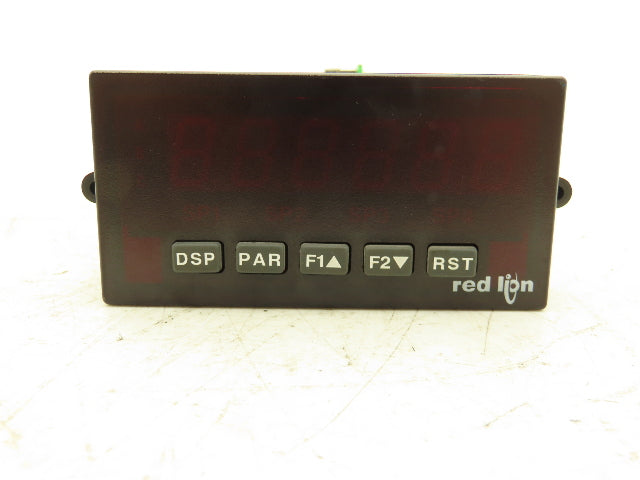 DSP PAR F1▲ F2▼ RST
red lion